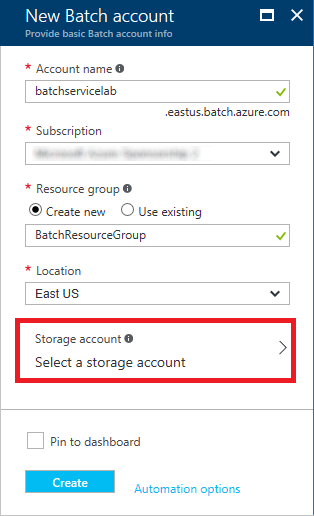 New Batch account
Provide basic Batch account info
* Account name
batchservicelab
.eastus.batch.azure.com
* Subscription
* Resource group
Create new Use existing
BatchResourceGroup
* Location
East US
Storage account
Select a storage account
Pin to dashboard
Create Automation options